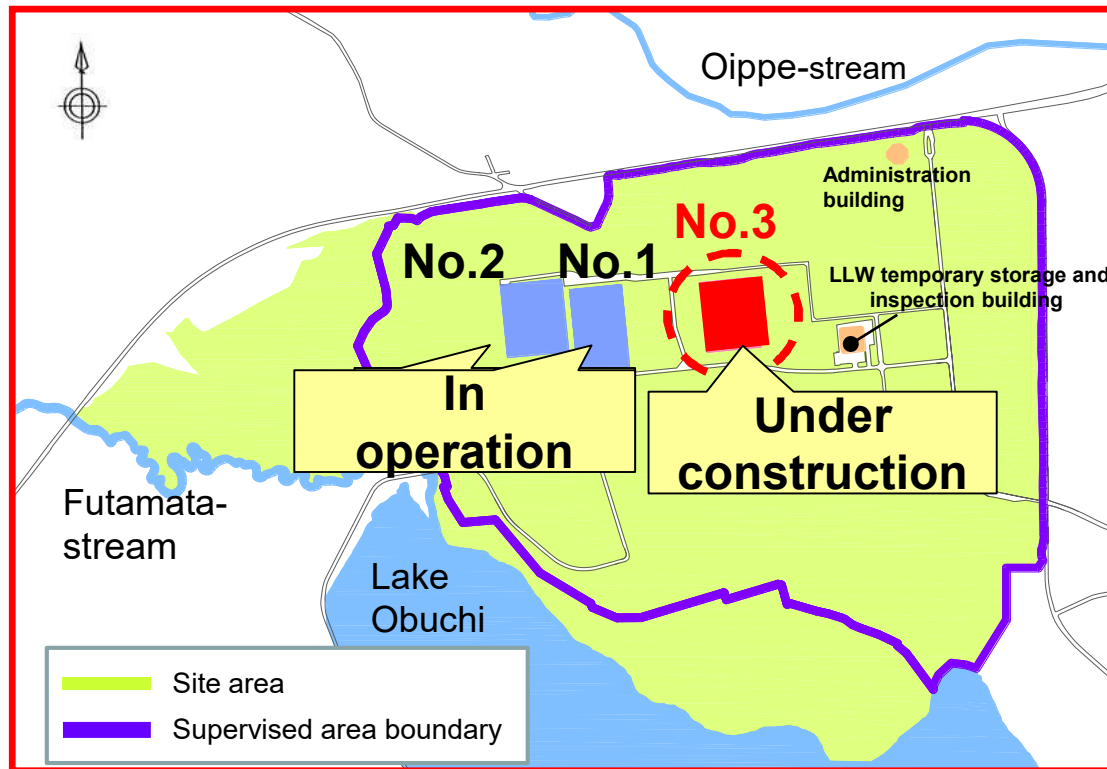 Oippe-stream
Administration
building
No.3
No.2
No.1
LLW temporary storage and
inspection building
In
operation
Under
construction
Futamata-
stream
Lake
Obuchi
Site area
Supervised area boundary